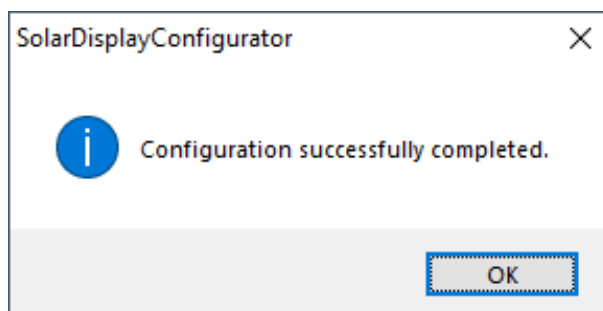 SolarDisplayConfigurator
Configuration successfully completed.
OK